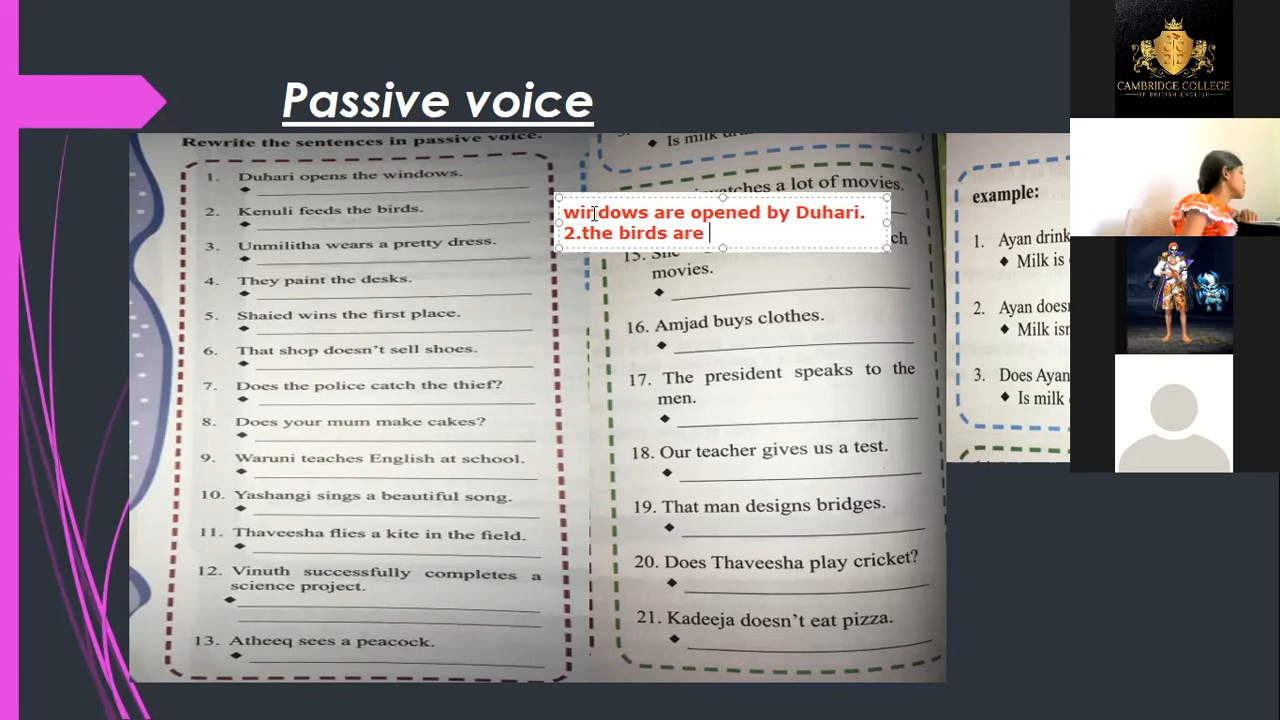 Passive voice
Rewrite the sentences in passive voice.
1. Duhari opens the windows.
2. Kenuli feeds the birds.
3. Unmilitha wears a pretty dress.
4. They paint the desks.
5. Shaied wins the first place.
6. That shop doesn't sell shoes.
7. Does the police catch the thief?
8. Does your mum make cakes?
9. Waruni teaches English at school.
10. Yashangi sings a beautiful song.
11. Thaveesha flies a kite in the field.
12. Vinuth successfully completes a
science project.
13. Atheeq sees a peacock.
Is milk
watches a lot of movies.
windows are opened by Duhari.
2.the birds are
15. She
movies.
16. Amjad buys clothes.
17. The president speaks to the
men.
18. Our teacher gives us a test.
19. That man designs bridges.
20. Does Thaveesha play cricket?
21. Kadeeja doesn't eat pizza.
example:
1. Ayan drink
Milk is
2. Ayan does
Milk isn
3. Does Ayan
Is milk
CAMBRIDGE COLLEGE
OF BRITISH ENGLISH